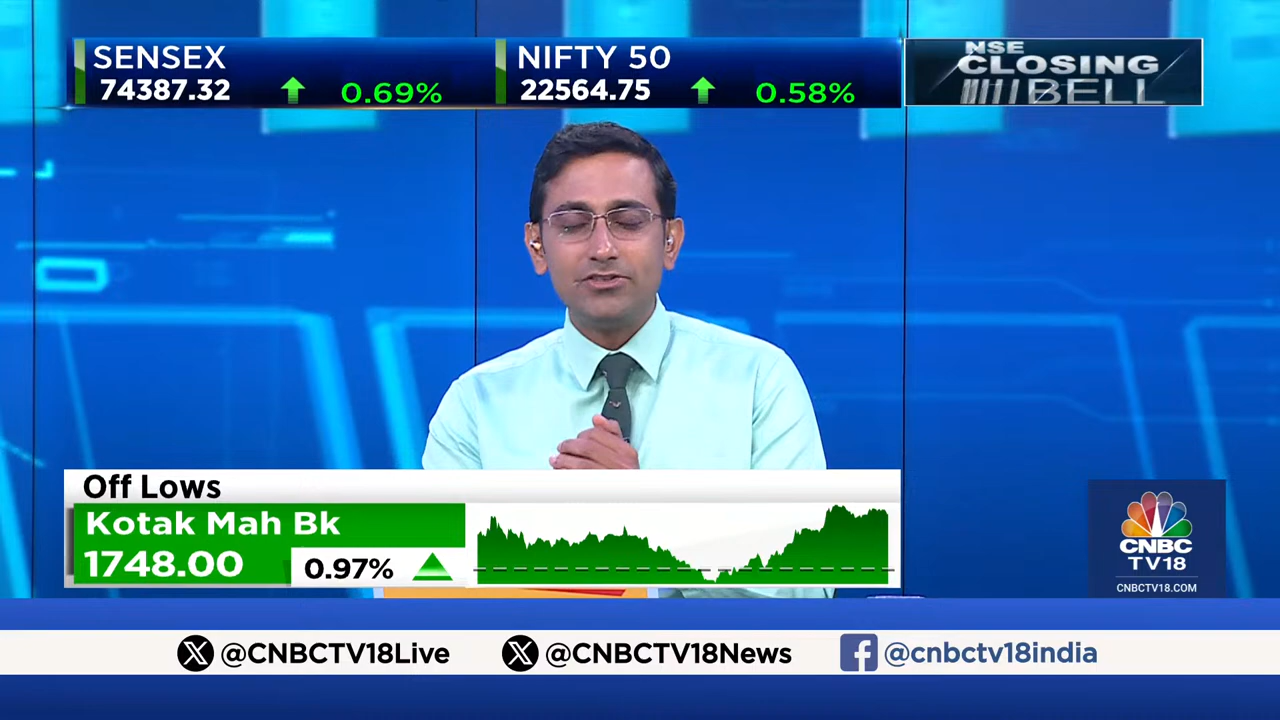 SENSEX
74387.32 0.69%
NIFTY 50
22564.75 0.58%
NSE
CLOSING
BELL
Off Lows
Kotak Mah Bk
1748.00 0.97%
CNBC
TV18
CNBCTV18.COM
@CNBCTV18Live @CNBCTV18News @cnbctv18india